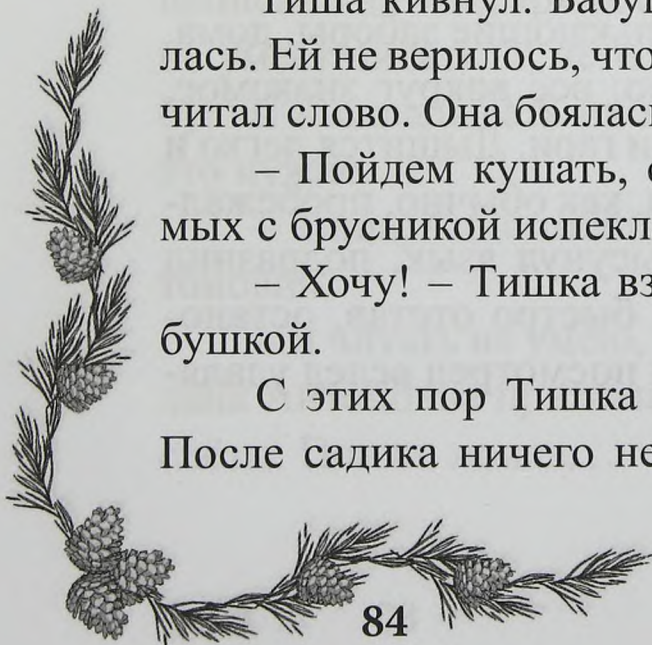 Тиша кивнул. Бабу
лась. Ей не верилось, что
читал слово. Она боялась
– Пойдем кушать,
мых с брусникой испекл
– Хочу! – Тишка вз
бушкой.
С этих пор Тишка
После садика ничего не
84